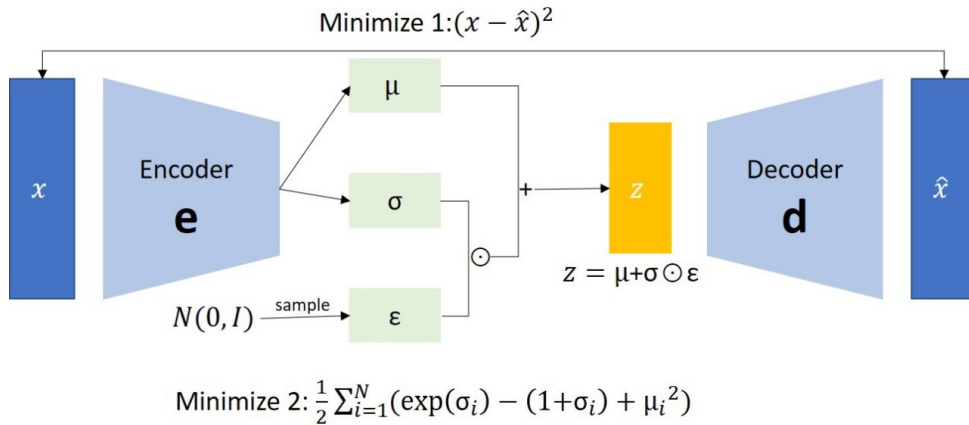 Minimize 1:(x − x̂)²
μ
Encoder
e
x
σ
+
z
Decoder
d
x̂
⊙
z = μ+σ⊙ε
N(0, I)
sample
ε
Minimize 2: ½ ∑ᵢ₌₁ᴺ(exp(σᵢ) − (1+σᵢ) + μᵢ²)